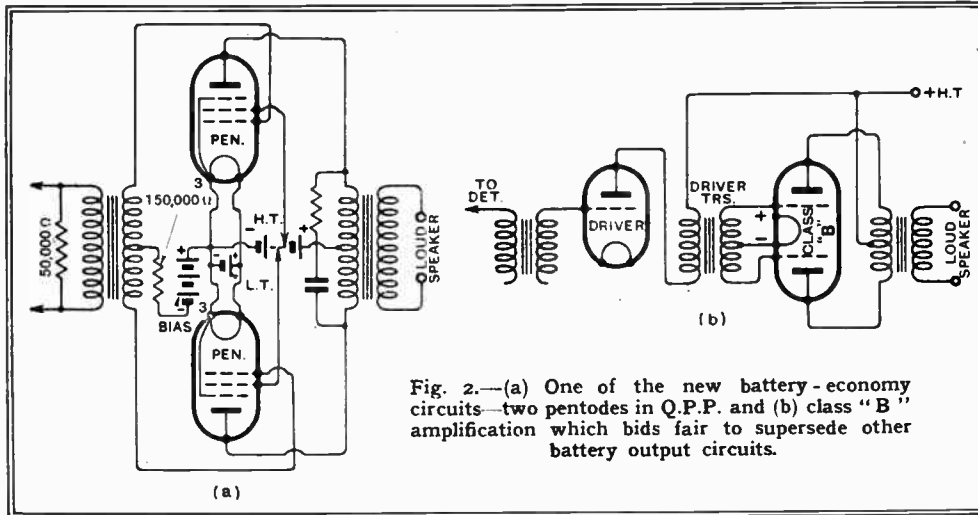 50,000 Ω
150,000 Ω
PEN.
3
H.T.
-
+
+
-
+
L.T.
-
BIAS
3
PEN.
LOUD
SPEAKER
(a)
TO
DET.
DRIVER
DRIVER
TRS.
+
-
CLASS
"B"
+H.T
LOUD
SPEAKER
(b)
Fig. 2.—(a) One of the new battery-economy
circuits—two pentodes in Q.P.P. and (b) class "B"
amplification which bids fair to supersede other
battery output circuits.